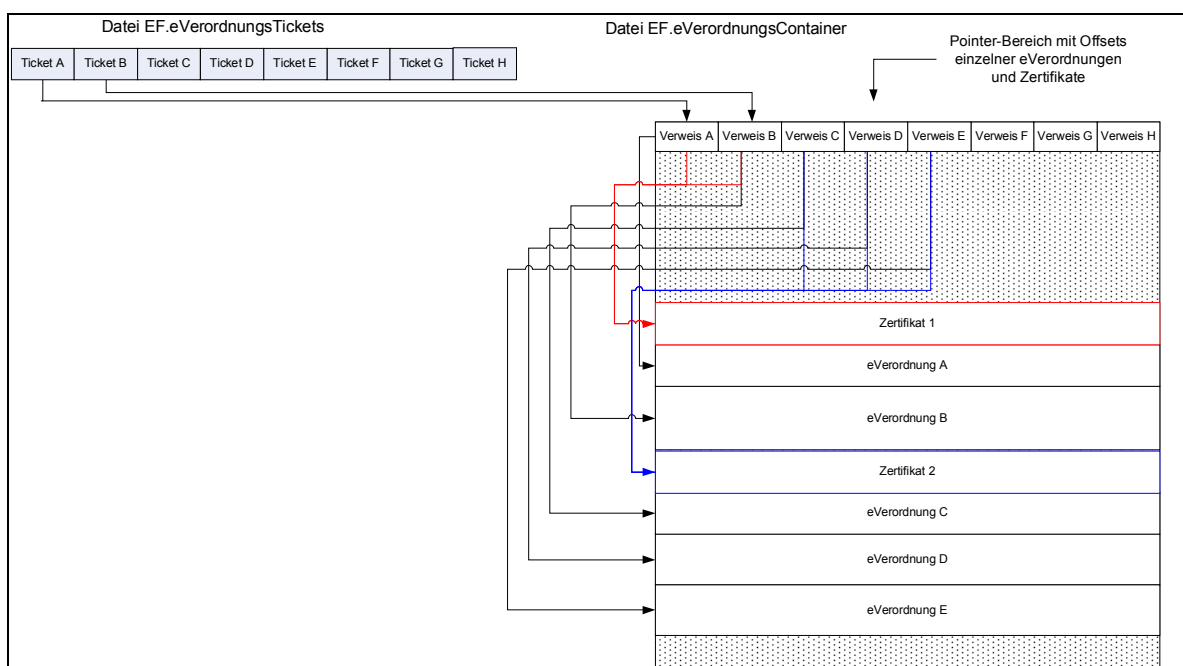 Datei EF.eVerordnungsTickets
Datei EF.eVerordnungsContainer
Pointer-Bereich mit Offsets
einzelner eVerordnungen
und Zertifikate
Ticket A
Ticket B
Ticket C
Ticket D
Ticket E
Ticket F
Ticket G
Ticket H
Verweis A
Verweis B
Verweis C
Verweis D
Verweis E
Verweis F
Verweis G
Verweis H
Zertifikat 1
eVerordnung A
eVerordnung B
Zertifikat 2
eVerordnung C
eVerordnung D
eVerordnung E